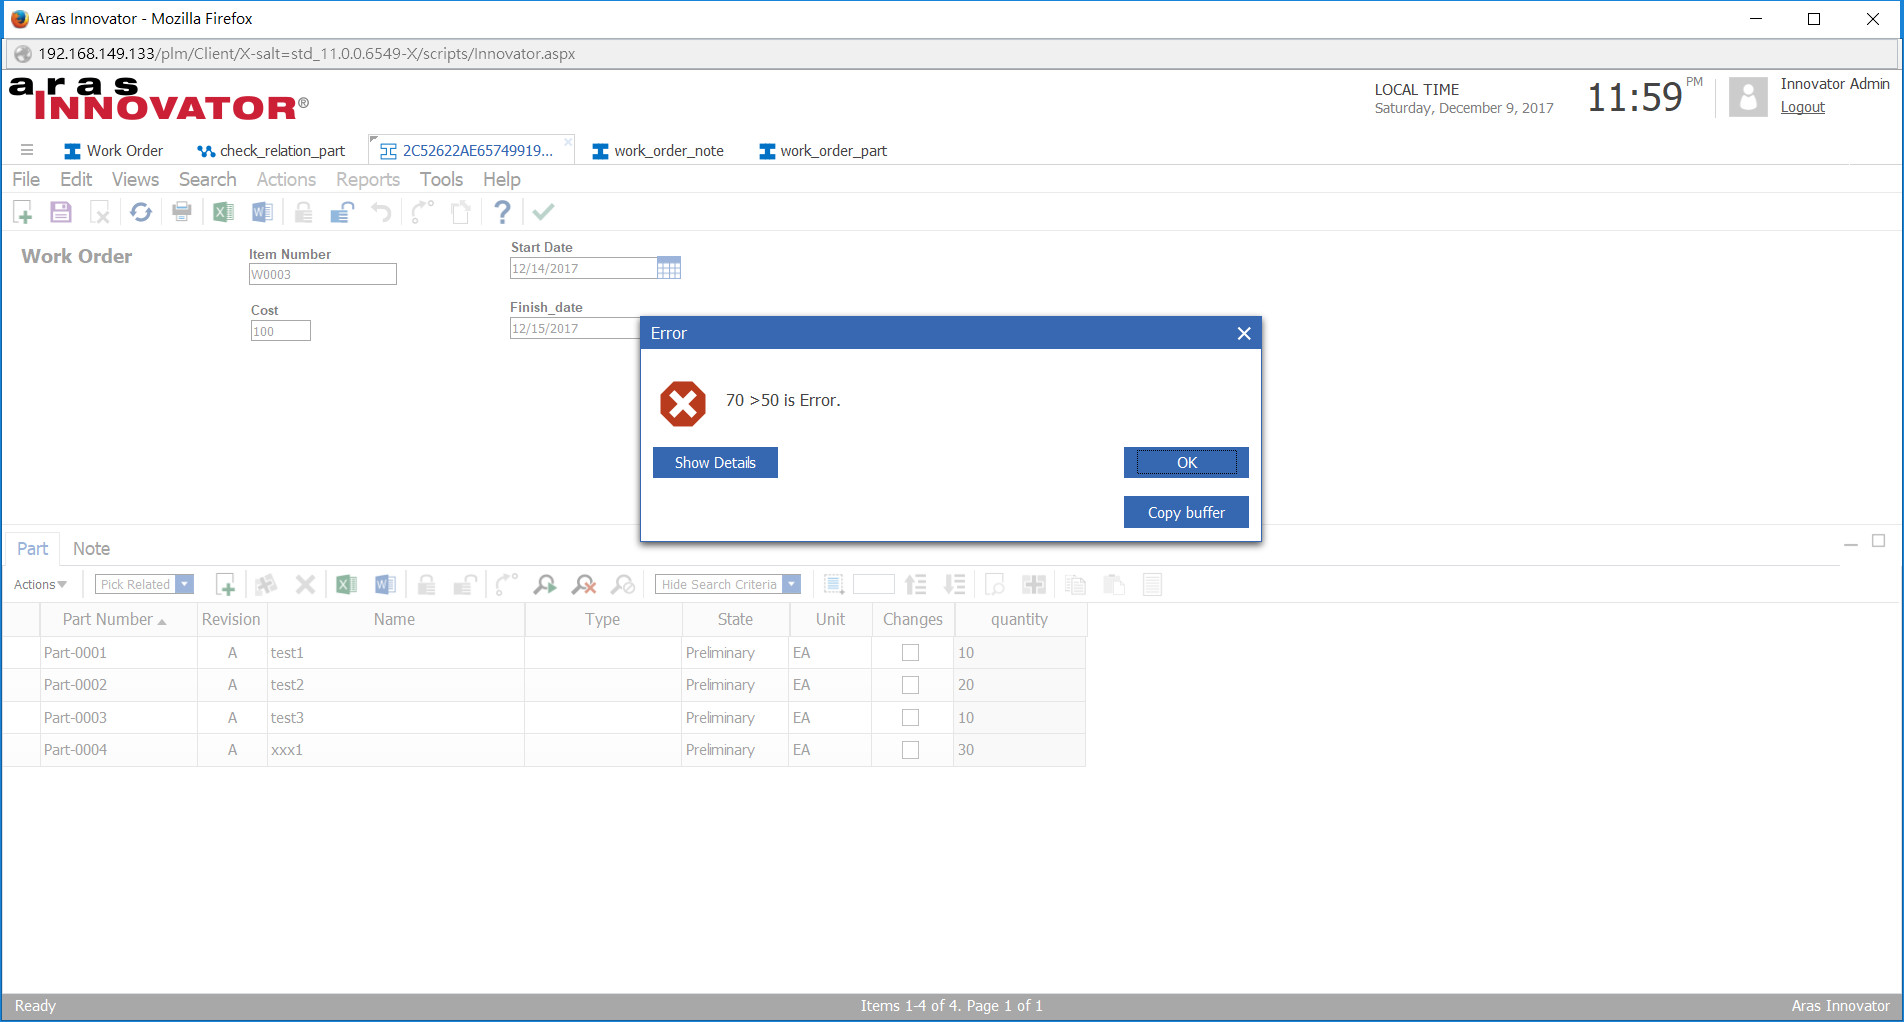 Aras Innovator - Mozilla Firefox
192.168.149.133/plm/Client/X-salt=std_11.0.0.6549-X/scripts/Innovator.aspx
aras
INNOVATOR®
LOCAL TIME
Saturday, December 9, 2017
11:59 PM
Innovator Admin
Logout
Work Order check_relation_part 2C52622AE65749919... work_order_note work_order_part
File Edit Views Search Actions Reports Tools Help
Work Order
Item Number
W0003
Start Date
12/14/2017
Cost
100
Finish_date
12/15/2017
Error
70 >50 is Error.
Show Details
OK
Copy buffer
Part Note
Actions Pick Related Hide Search Criteria
Part Number Revision Name Type State Unit Changes quantity
Part-0001 A test1 Preliminary EA 10
Part-0002 A test2 Preliminary EA 20
Part-0003 A test3 Preliminary EA 10
Part-0004 A xxx1 Preliminary EA 30
Ready Items 1-4 of 4. Page 1 of 1 Aras Innovator